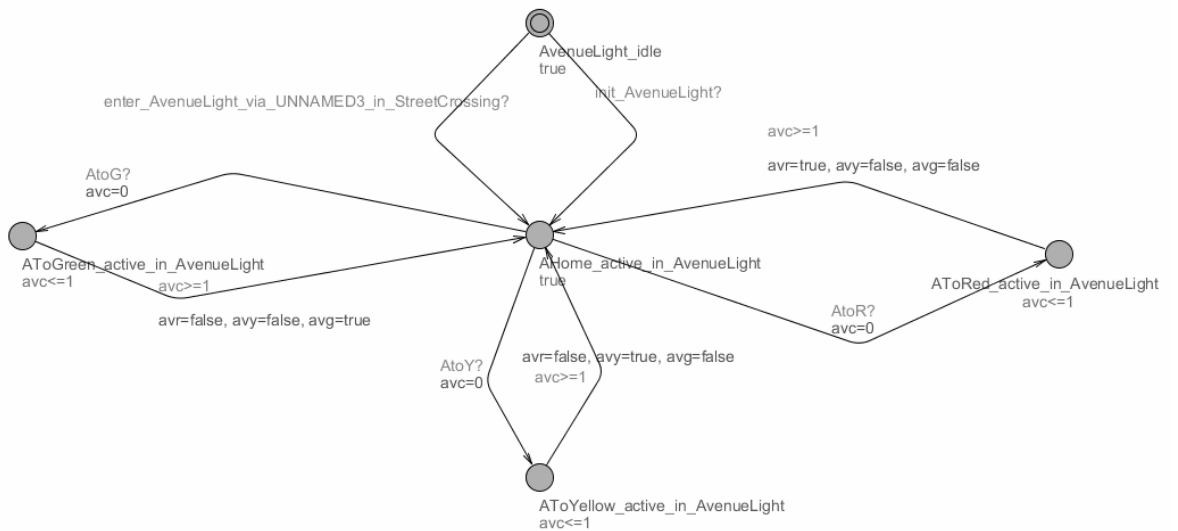 AvenueLight_idle
true
enter_AvenueLight_via_UNNAMED3_in_StreetCrossing?
init_AvenueLight?
avc>=1
avr=true, avy=false, avg=false
AtoG?
avc=0
AToGreen_active_in_AvenueLight
avc<=1
avc>=1
avr=false, avy=false, avg=true
AHome_active_in_AvenueLight
true
AToRed_active_in_AvenueLight
avc<=1
AtoR?
avc=0
AtoY?
avc=0
avr=false, avy=true, avg=false
avc>=1
AToYellow_active_in_AvenueLight
avc<=1